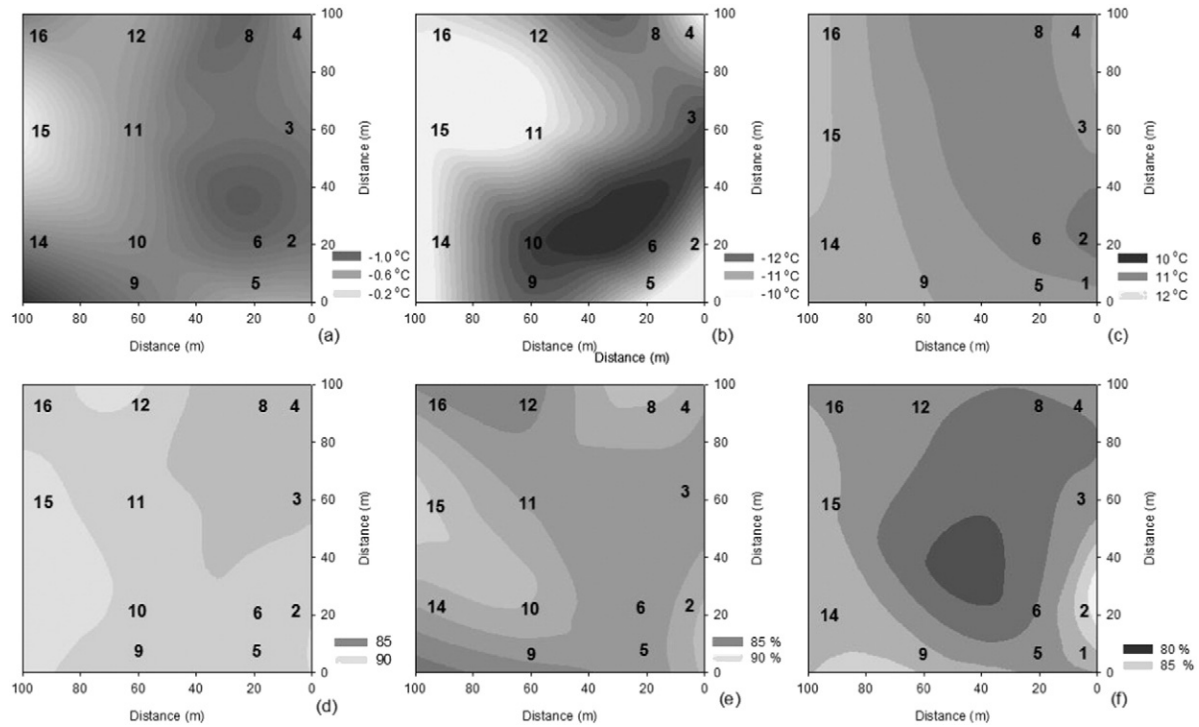 16 12 8 4
15 11 3
14 10 6 2
9 5
100 80 60 40 20 0
0 20 40 60 80 100
Distance (m)
Distance (m)
-1.0 °C
-0.6 °C
-0.2 °C
(a)
16 12 8 4
15 11 3
14 10 6 2
9 5
100 80 60 40 20 0
0 20 40 60 80 100
Distance (m)
Distance (m)
Distance (m)
-12 °C
-11 °C
-10 °C
(b)
16 8 4
15 3
14 6 2
9 5 1
100 80 60 40 20 0
0 20 40 60 80 100
Distance (m)
Distance (m)
10 °C
11 °C
12 °C
(c)
16 12 8 4
15 11 3
10 6 2
9 5
100 80 60 40 20 0
0 20 40 60 80 100
Distance (m)
Distance (m)
85
90
(d)
16 12 8 4
15 11 3
14 10 6 2
9 5
100 80 60 40 20 0
0 20 40 60 80 100
Distance (m)
Distance (m)
85 %
90 %
(e)
16 12 8 4
15 3
14 6 2
9 5 1
100 80 60 40 20 0
0 20 40 60 80 100
Distance (m)
Distance (m)
80 %
85 %
(f)